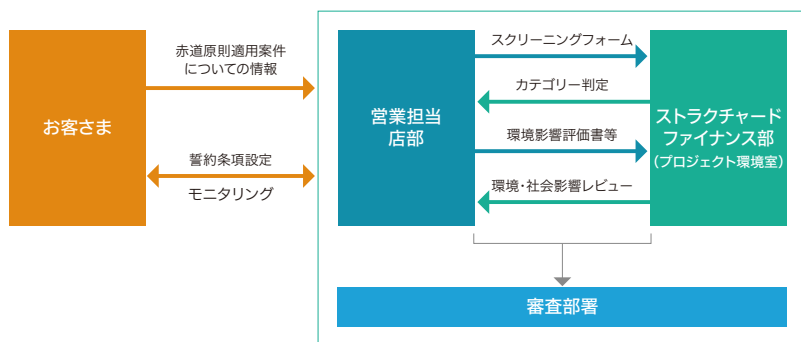 お客さま
赤道原則適用案件
についての情報
誓約条項設定
モニタリング
営業担当
店部
スクリーニングフォーム
カテゴリー判定
環境影響評価書等
環境・社会影響レビュー
ストラクチャード
ファイナンス部
(プロジェクト環境室)
審査部署